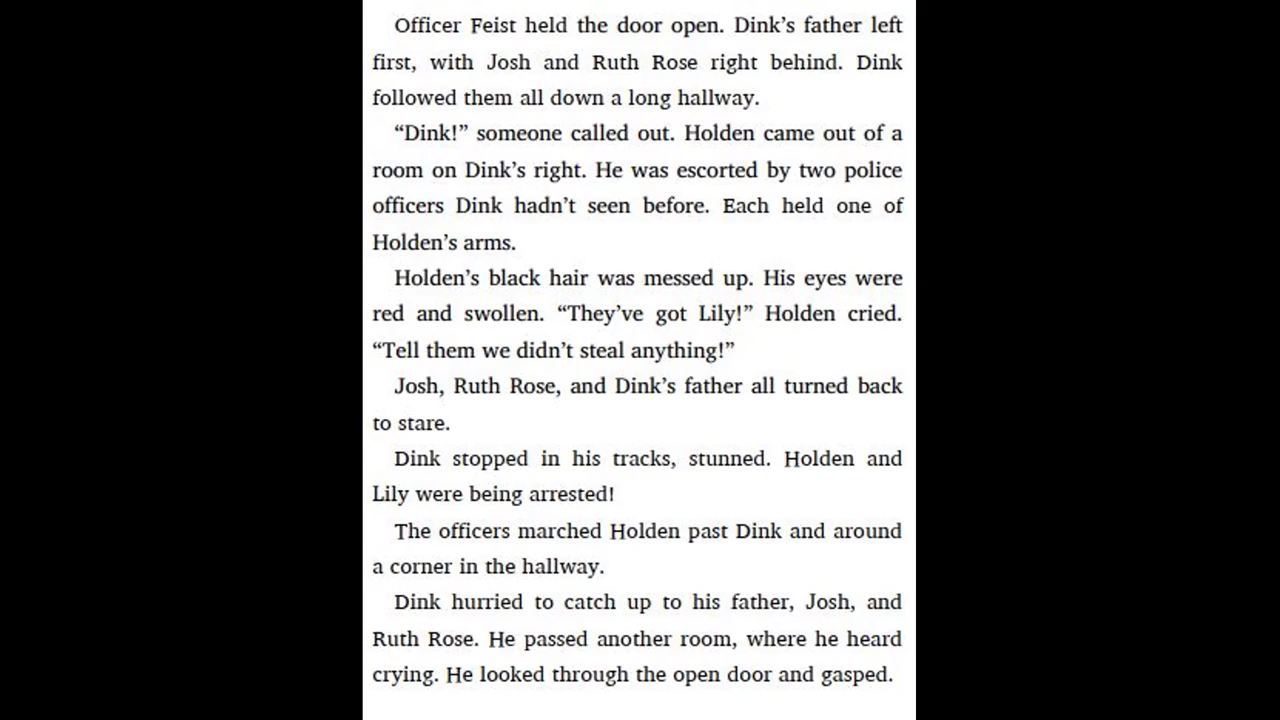 Officer Feist held the door open. Dink’s father left
first, with Josh and Ruth Rose right behind. Dink
followed them all down a long hallway.
“Dink!” someone called out. Holden came out of a
room on Dink’s right. He was escorted by two police
officers Dink hadn’t seen before. Each held one of
Holden’s arms.
Holden’s black hair was messed up. His eyes were
red and swollen. “They’ve got Lily!” Holden cried.
“Tell them we didn’t steal anything!”
Josh, Ruth Rose, and Dink’s father all turned back
to stare.
Dink stopped in his tracks, stunned. Holden and
Lily were being arrested!
The officers marched Holden past Dink and around
a corner in the hallway.
Dink hurried to catch up to his father, Josh, and
Ruth Rose. He passed another room, where he heard
crying. He looked through the open door and gasped.